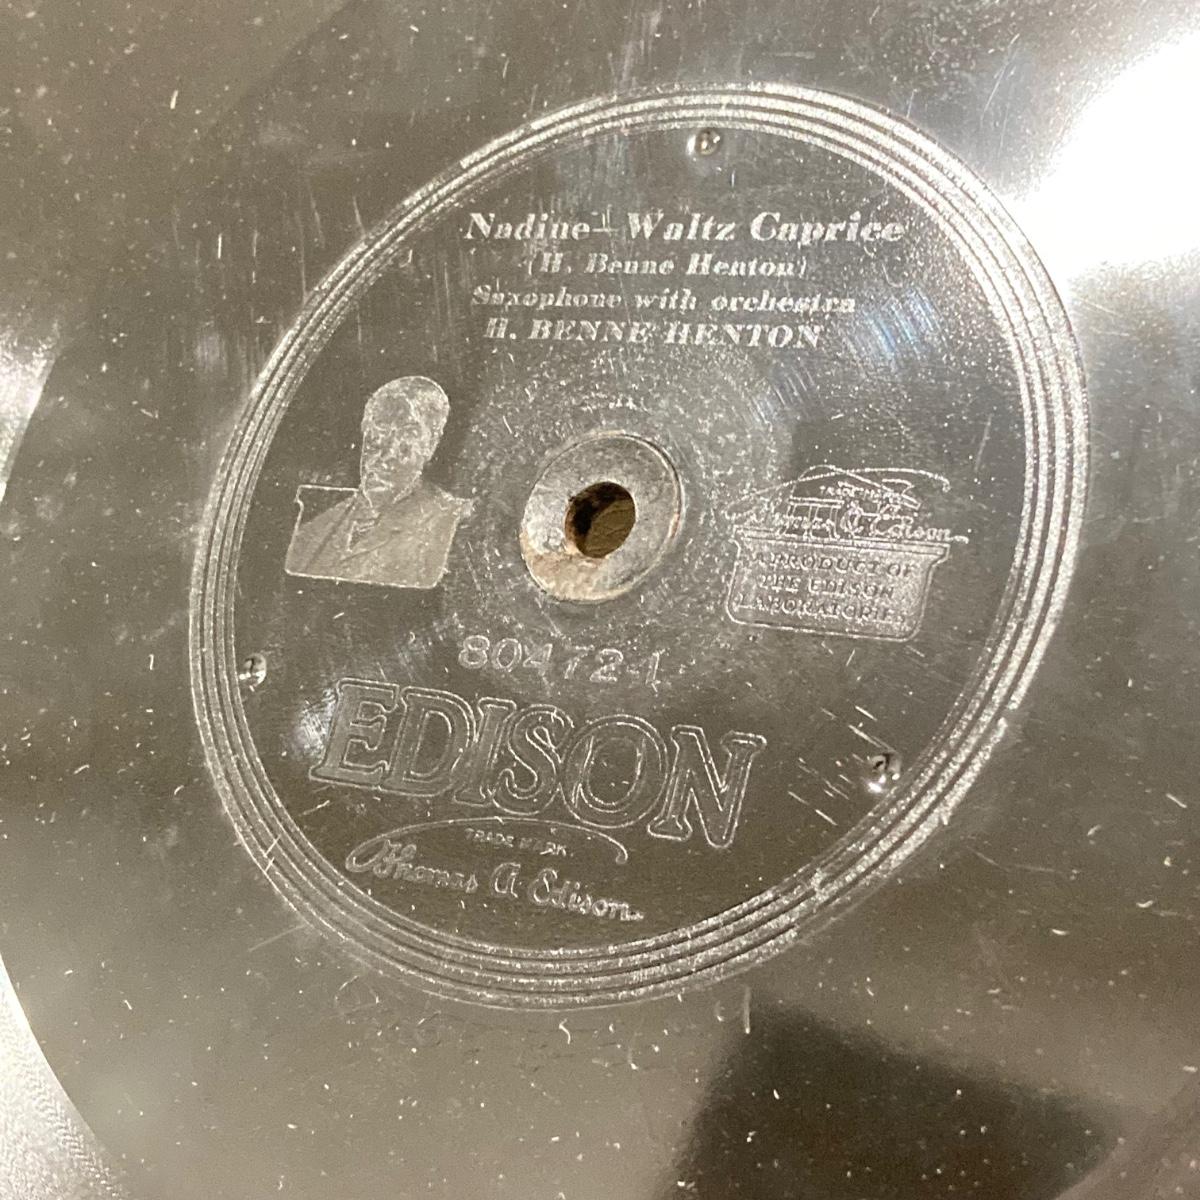 Nadine—Waltz Caprice
(H. Benne Henton)
Saxophone with orchestra
H. BENNE HENTON
TRADE MARK
Thomas A Edison
A PRODUCT OF
THE EDISON
LABORATORIES
80472-1
EDISON
TRADE MARK
Thomas A Edison